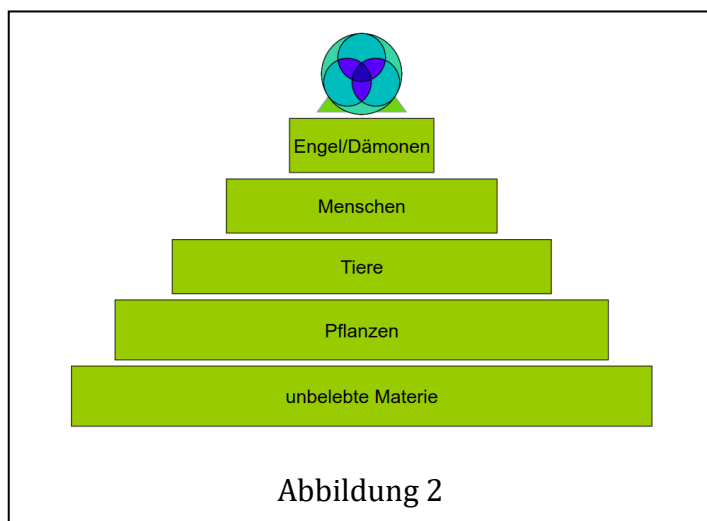 Engel/Dämonen
Menschen
Tiere
Pflanzen
unbelebte Materie
Abbildung 2